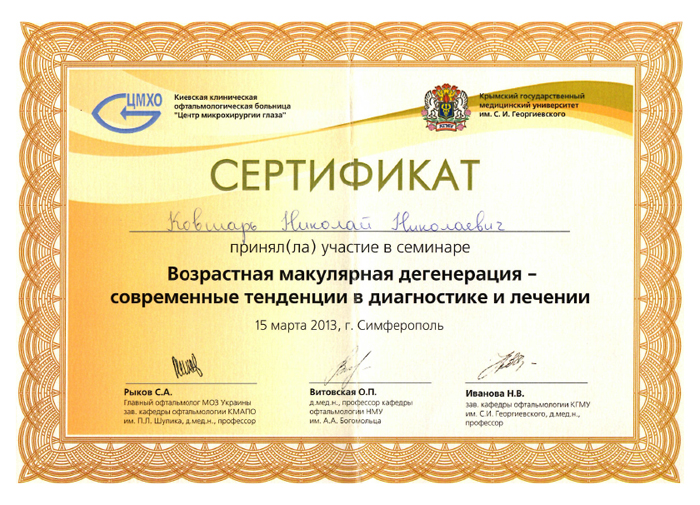 ЦМХО
Киевская клиническая
офтальмологическая больница
"Центр микрохирургии глаза"
КГМУ
Крымский государственный
медицинский университет
им. С. И. Георгиевского
СЕРТИФИКАТ
Ковшарь Николай Николаевич
принял(ла) участие в семинаре
Возрастная макулярная дегенерация –
современные тенденции в диагностике и лечении
15 марта 2013, г. Симферополь
Рыков С.А.
Главный офтальмолог МОЗ Украины
зав. кафедры офтальмологии КМАПО
им. П.Л. Шупика, д.мед.н., профессор
Витовская О.П.
д.мед.н., профессор кафедры
офтальмологии НМУ
им. А.А. Богомольца
Иванова Н.В.
зав. кафедры офтальмологии КГМУ
им. С.И. Георгиевского, д.мед.н.,
профессор